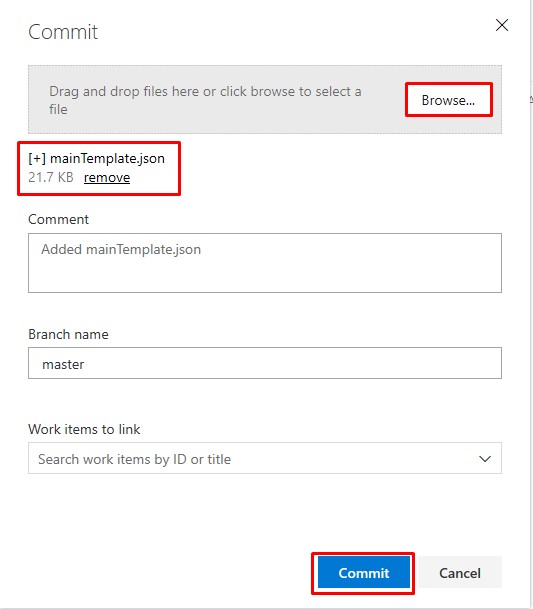 Commit
Drag and drop files here or click browse to select a
file
Browse...
[+] mainTemplate.json
21.7 KB remove
Comment
Added mainTemplate.json
Branch name
master
Work items to link
Search work items by ID or title
Commit Cancel